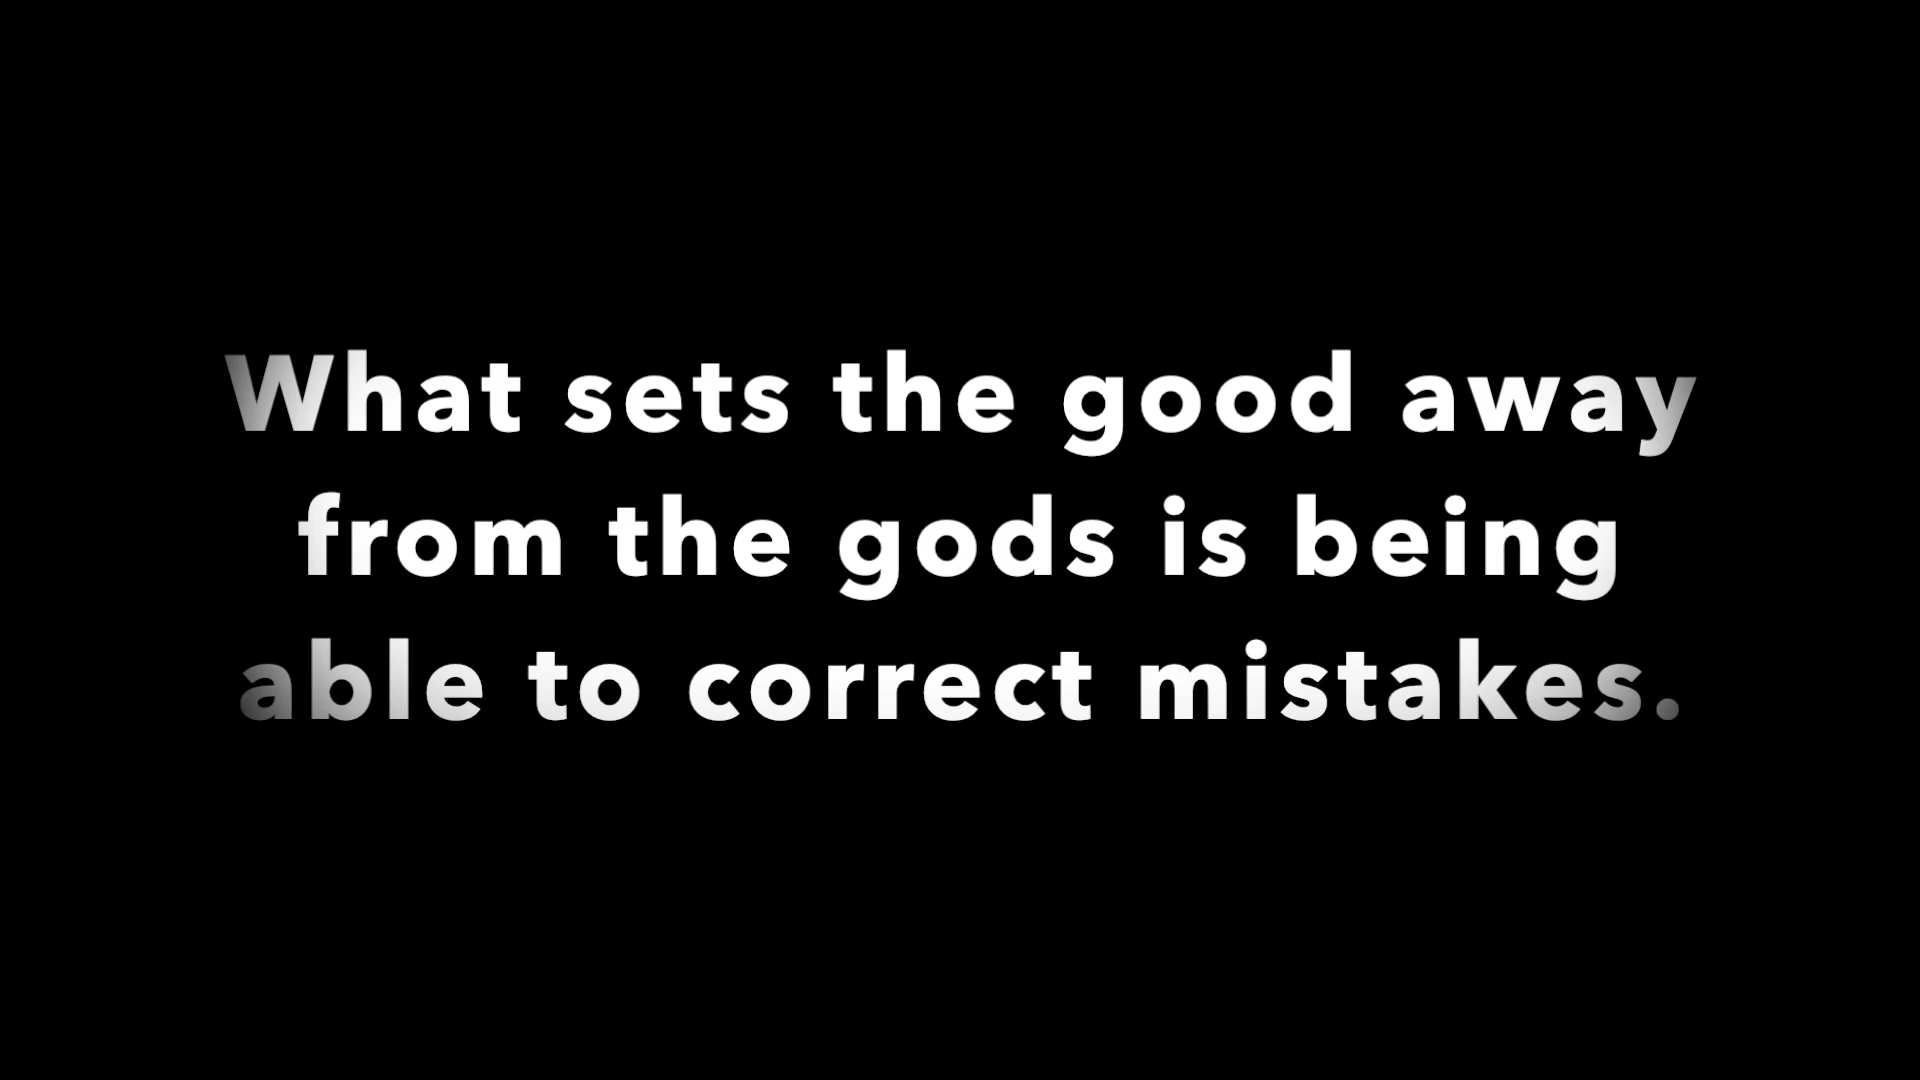 What sets the good away
from the gods is being
able to correct mistakes.